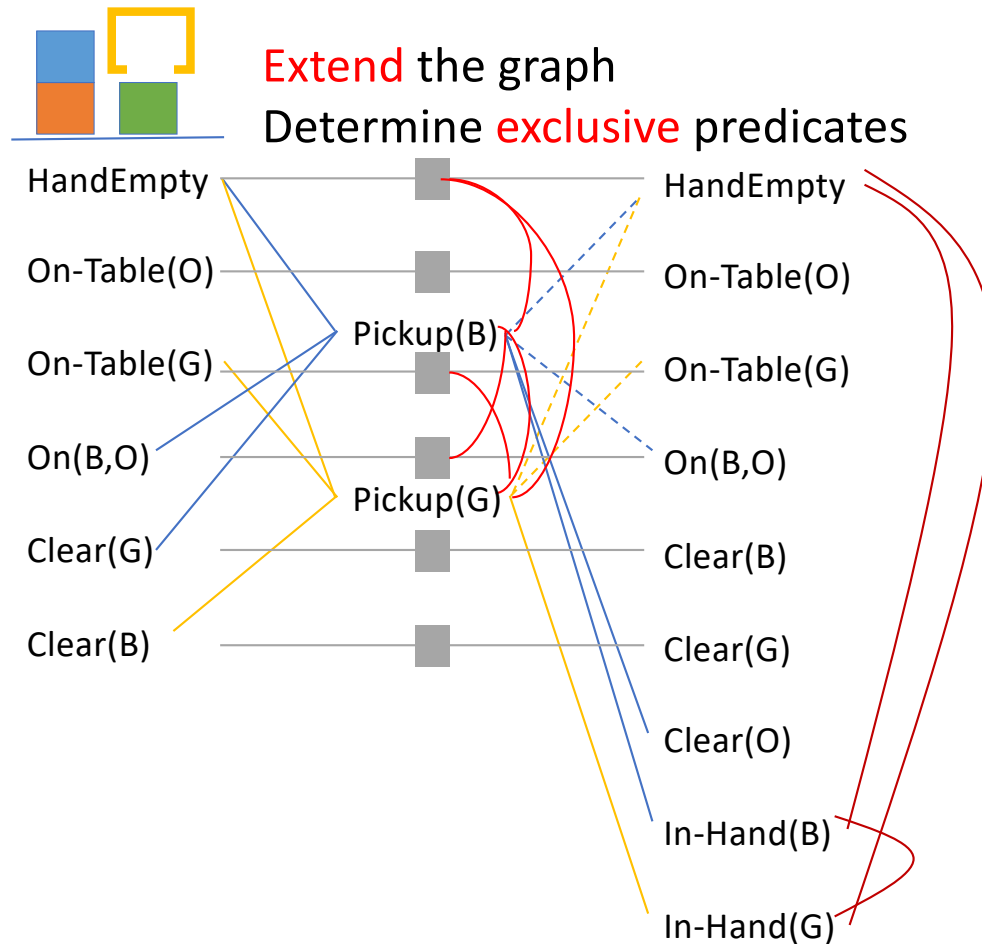 Extend the graph
Determine exclusive predicates
HandEmpty
On-Table(O)
On-Table(G)
On(B,O)
Clear(G)
Clear(B)
Pickup(B)
Pickup(G)
HandEmpty
On-Table(O)
On-Table(G)
On(B,O)
Clear(B)
Clear(G)
Clear(O)
In-Hand(B)
In-Hand(G)